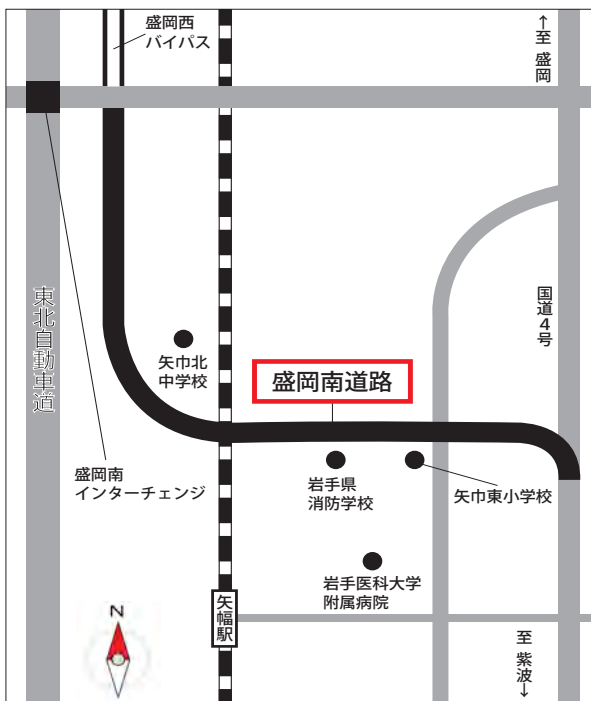 盛岡西
バイパス
↑至 盛岡
東北自動車道
国道4号
矢巾北
中学校
盛岡南道路
盛岡南
インターチェンジ
岩手県
消防学校
矢巾東小学校
岩手医科大学
附属病院
矢幅駅
N
至 紫波↓